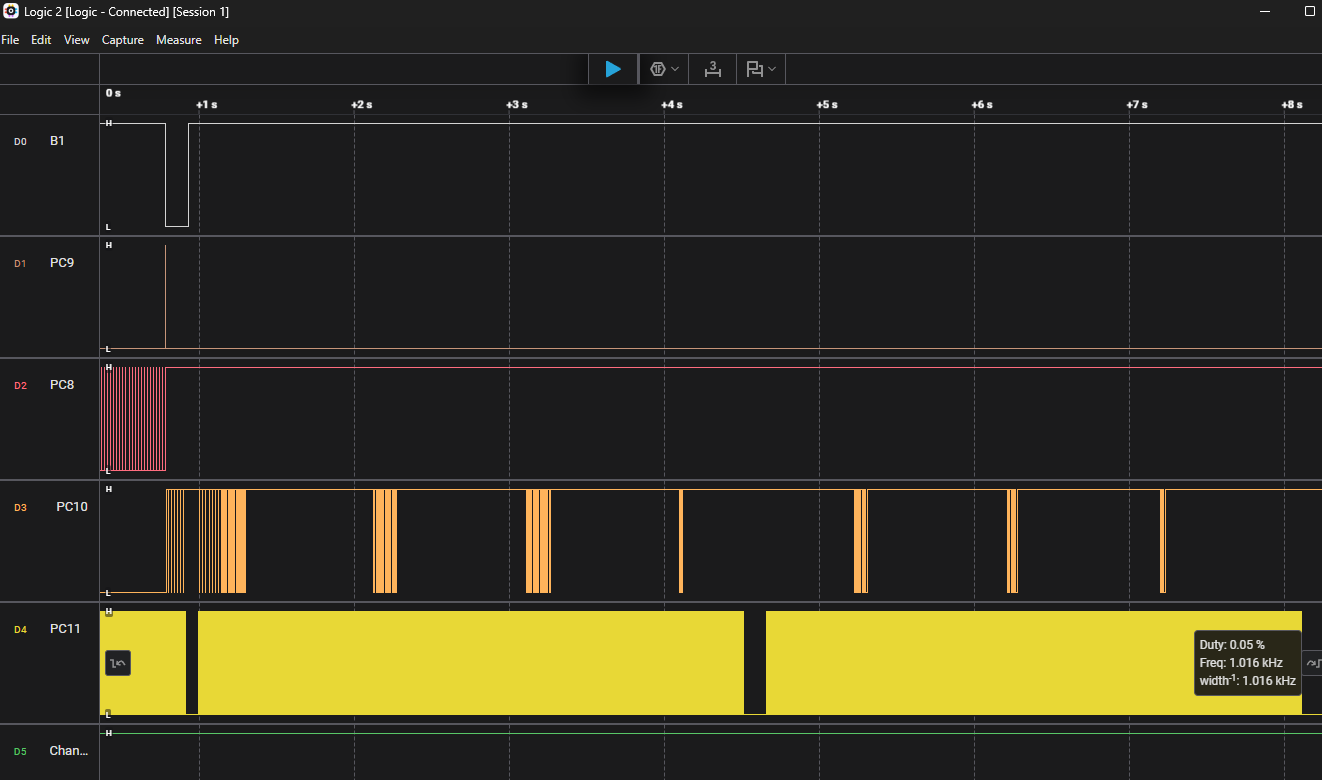 Logic 2 [Logic - Connected] [Session 1]
File Edit View Capture Measure Help
3
0 s
+1 s +2 s +3 s +4 s +5 s +6 s +7 s +8 s
H
D0 B1
L
H
D1 PC9
L
H
D2 PC8
L
H
D3 PC10
L
H
D4 PC11
Duty: 0.05 %
Freq: 1.016 kHz
width⁻¹: 1.016 kHz
L
H
D5 Chan...